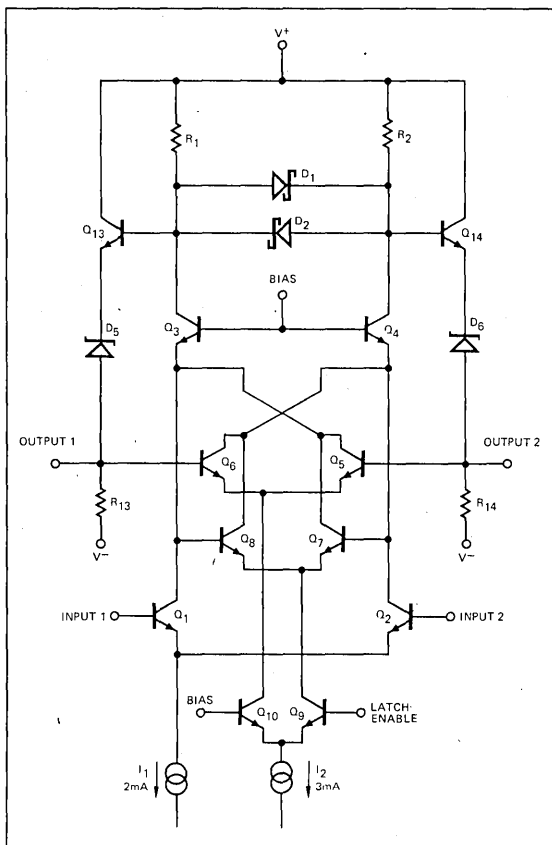 V+
R1
R2
D1
D2
Q13
Q14
BIAS
D5
Q3
Q4
D6
OUTPUT 1
Q6
Q5
OUTPUT 2
R13
R14
V−
Q8
Q7
V−
INPUT 1
Q1
Q2
INPUT 2
BIAS
Q10
Q9
LATCH-
ENABLE
I1
2mA
I2
3mA